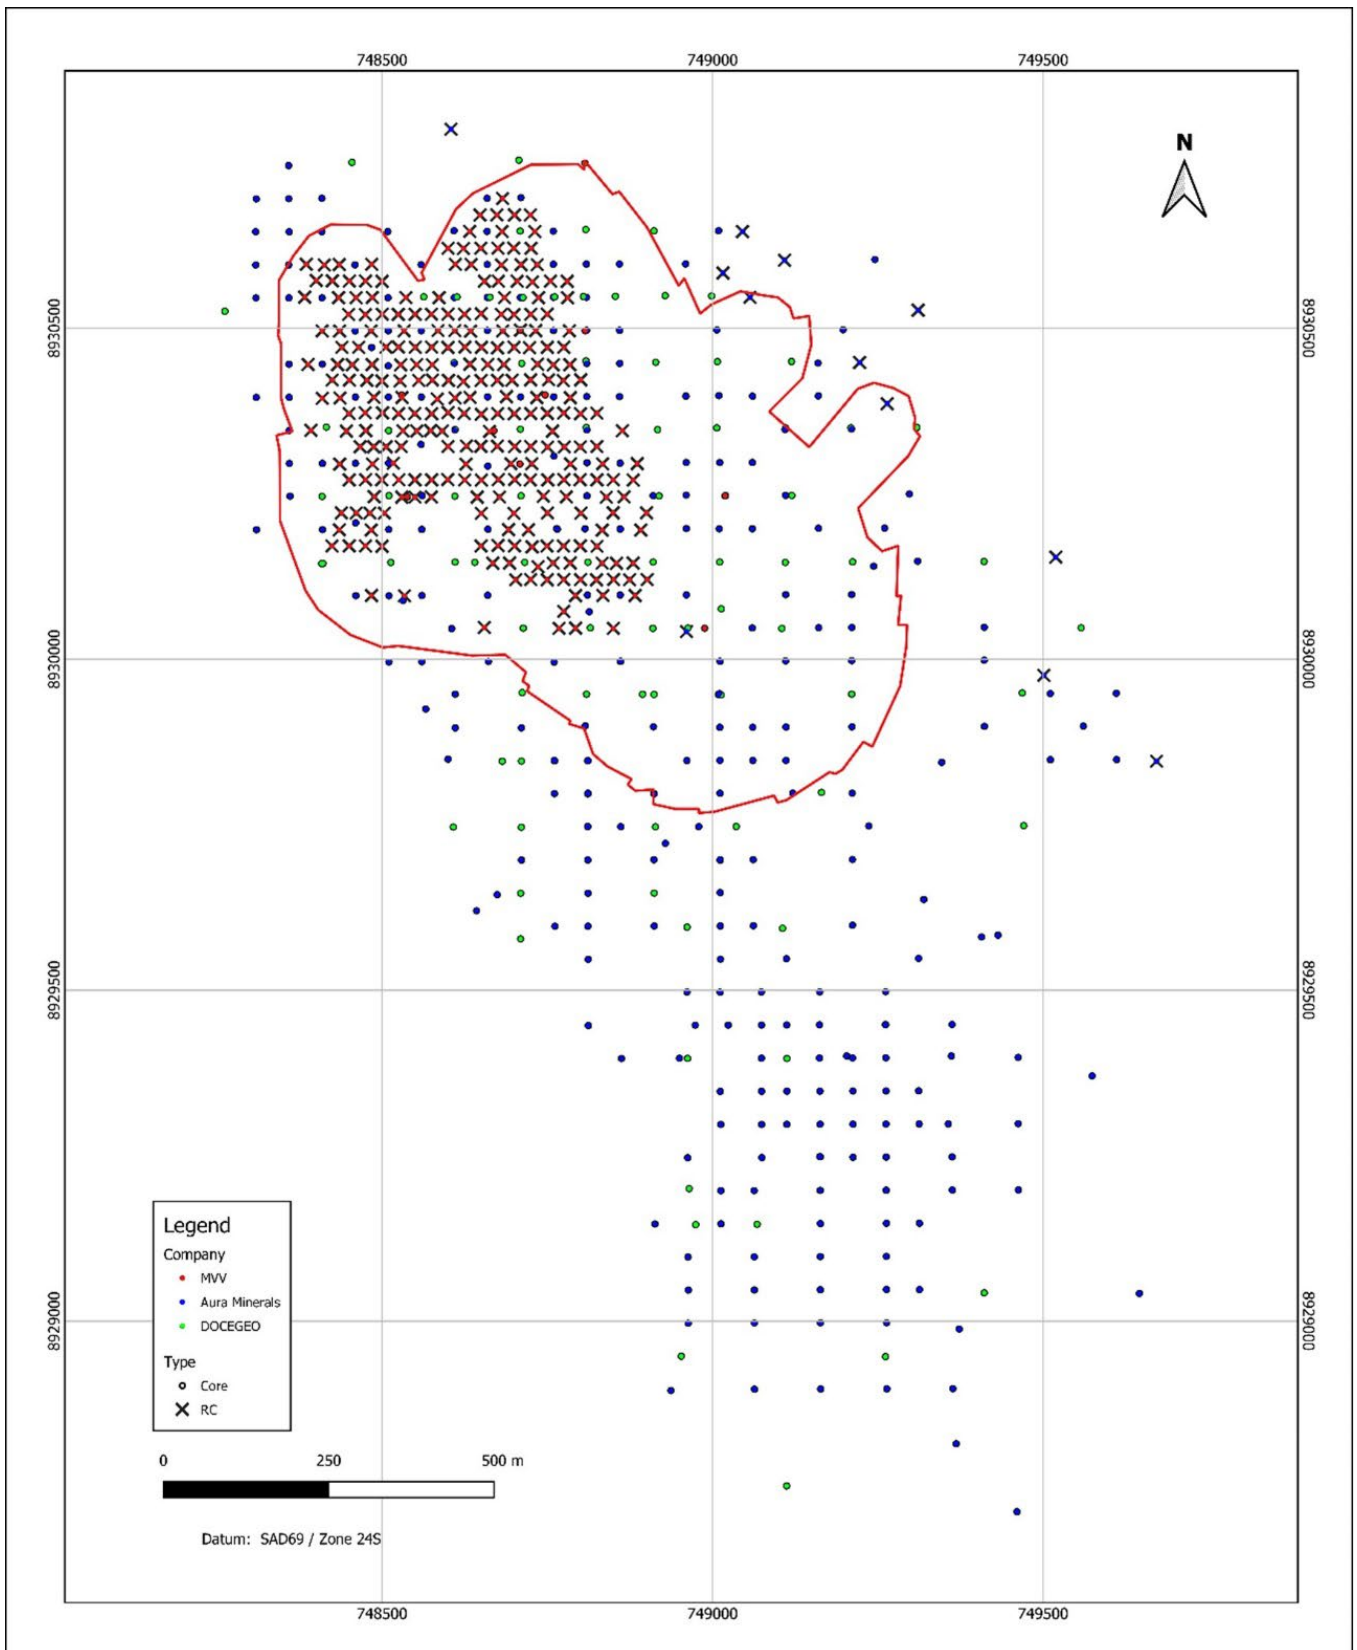 748500 749000 749500
N
8930500 8930500
8930000 8930000
8929500 8929500
8929000 8929000
Legend
Company
MVV
Aura Minerals
DOCEGEO
Type
Core
RC
0 250 500 m
Datum: SAD69 / Zone 24S
748500 749000 749500